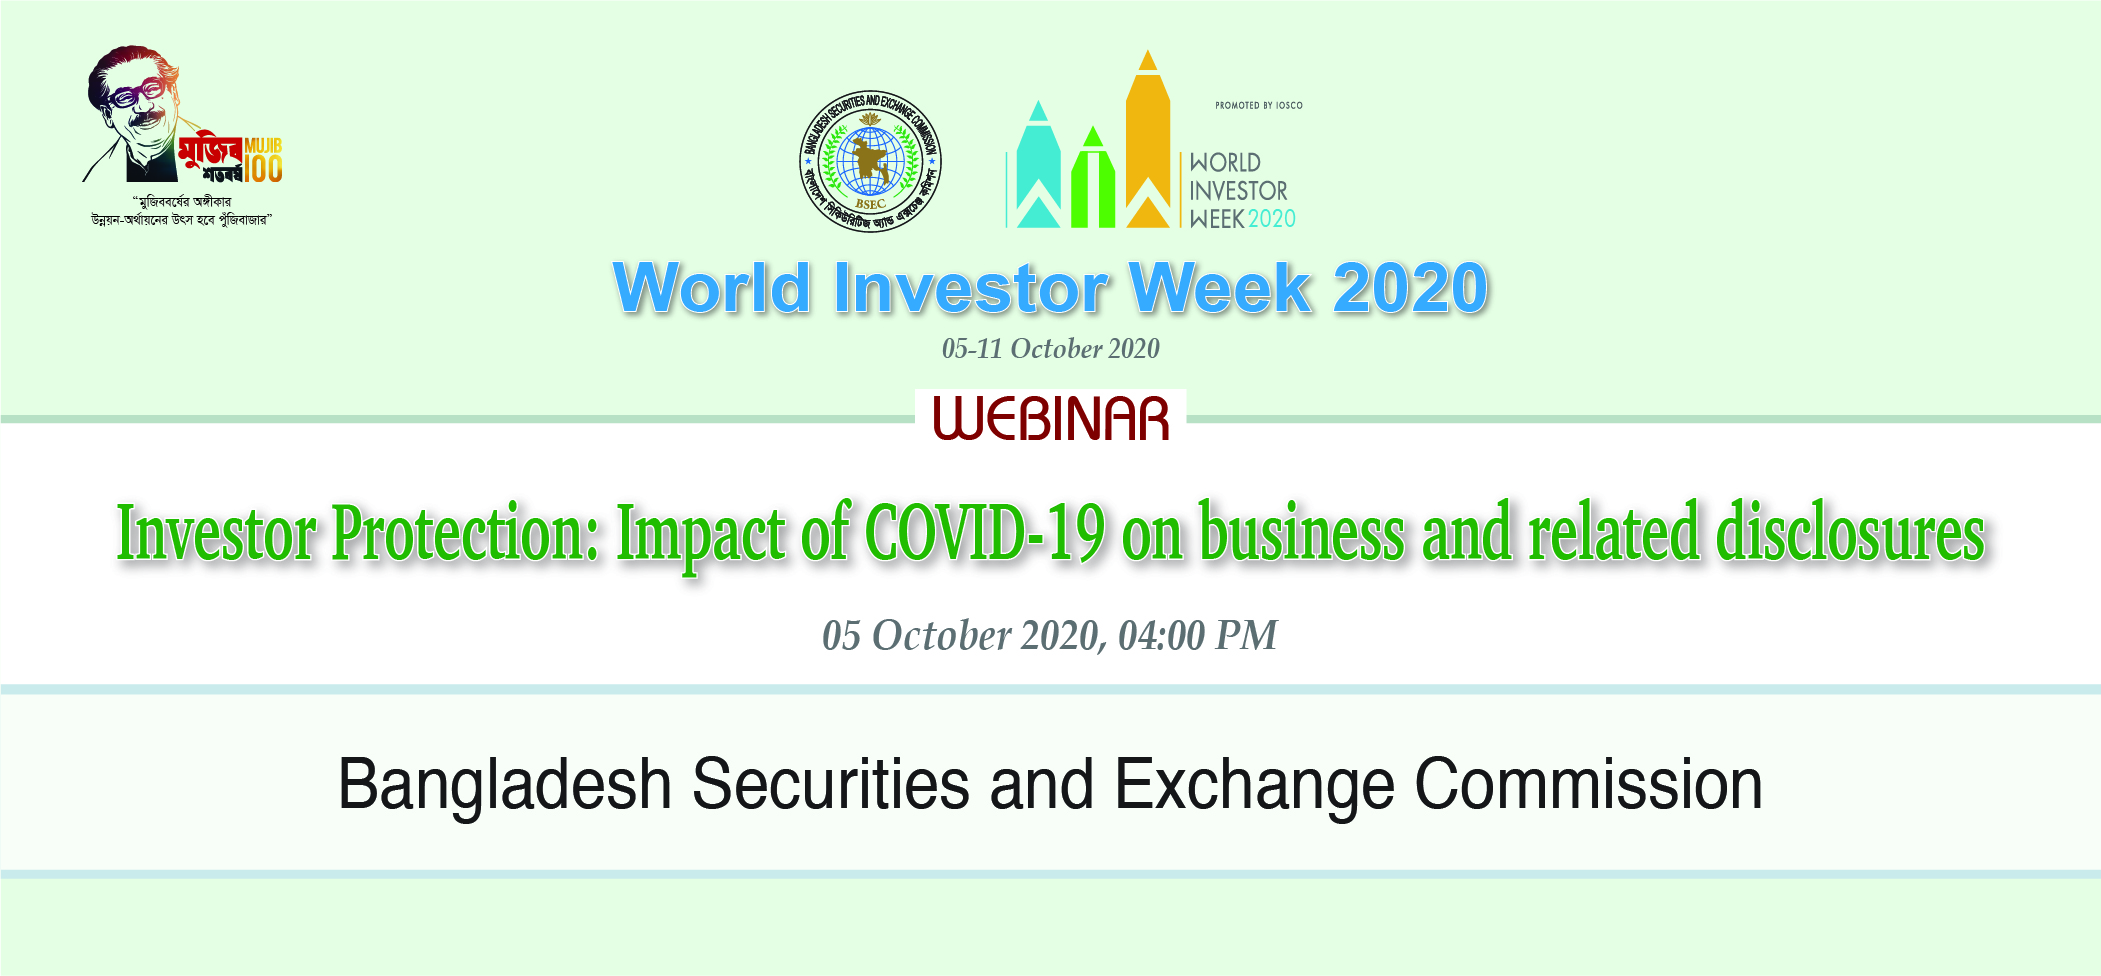 মুজিব MUJIB
শতবর্ষ 100
“মুজিববর্ষের অঙ্গীকার
উন্নয়ন-অর্থায়নের উৎস হবে পুঁজিবাজার”
BANGLADESH SECURITIES AND EXCHANGE COMMISSION
BSEC
বাংলাদেশ সিকিউরিটিজ অ্যান্ড এক্সচেঞ্জ কমিশন
PROMOTED BY IOSCO
WORLD
INVESTOR
WEEK 2020
World Investor Week 2020
05-11 October 2020
WEBINAR
Investor Protection: Impact of COVID-19 on business and related disclosures
05 October 2020, 04:00 PM
Bangladesh Securities and Exchange Commission